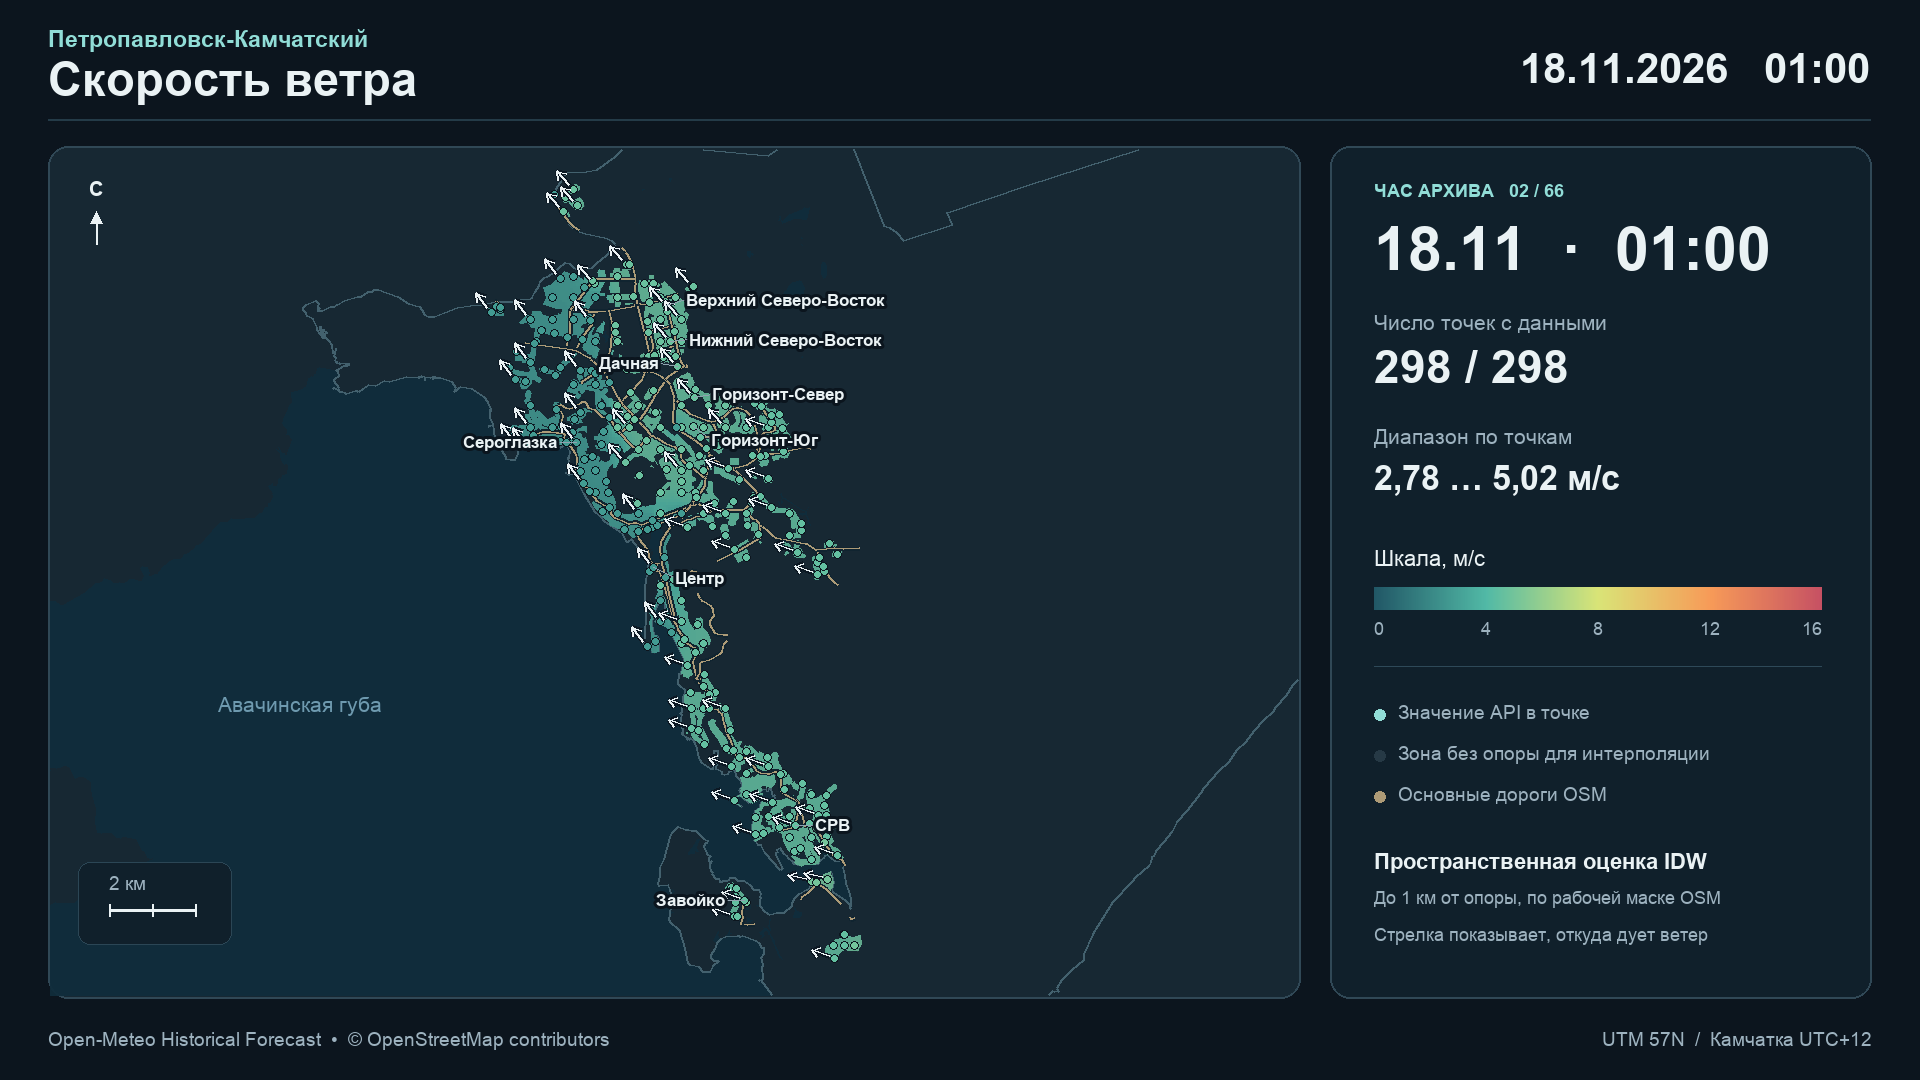 Петропавловск-Камчатский
Скорость ветра
18.11.2026 01:00
С
Верхний Северо-Восток
Нижний Северо-Восток
Дачная
Горизонт-Север
Горизонт-Юг
Сероглазка
Центр
Авачинская губа
СРВ
Завойко
2 км
ЧАС АРХИВА 02 / 66
18.11 · 01:00
Число точек с данными
298 / 298
Диапазон по точкам
2,78 … 5,02 м/с
Шкала, м/с
0 4 8 12 16
Значение API в точке
Зона без опоры для интерполяции
Основные дороги OSM
Пространственная оценка IDW
До 1 км от опоры, по рабочей маске OSM
Стрелка показывает, откуда дует ветер
Open-Meteo Historical Forecast • © OpenStreetMap contributors
UTM 57N / Камчатка UTC+12